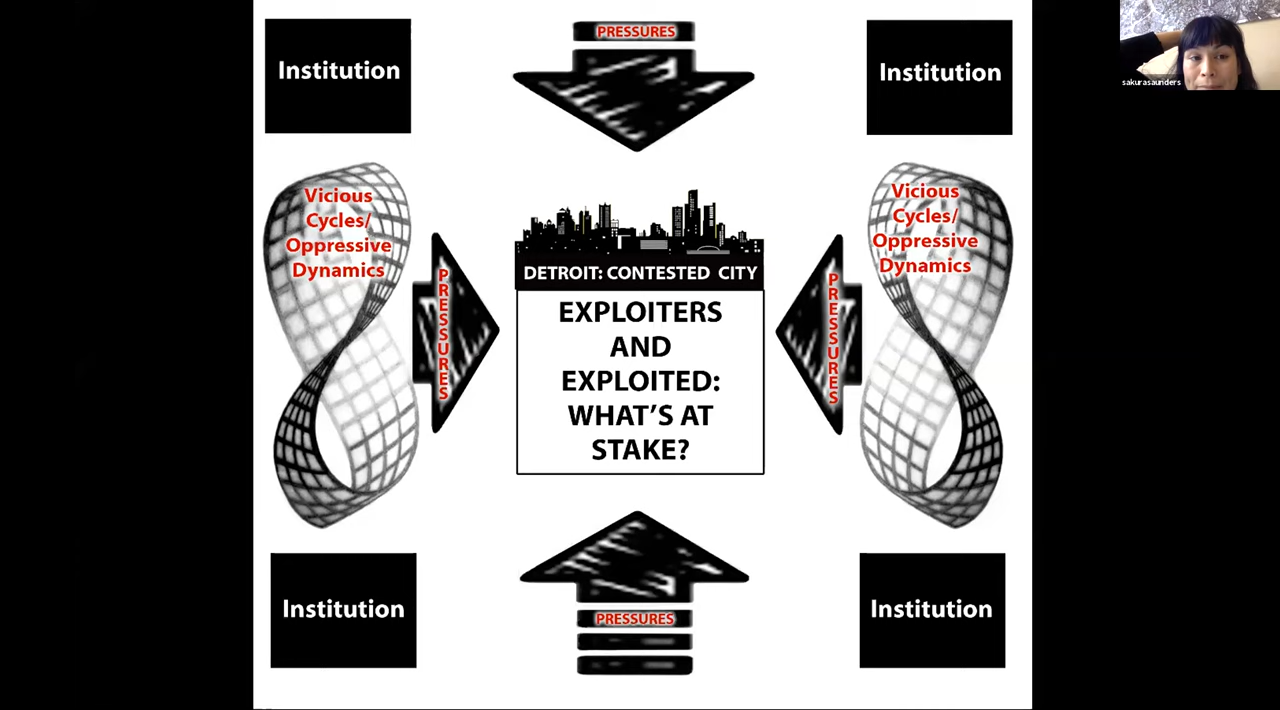 PRESSURES
Institution
Institution
sakurasaunders
Vicious
Cycles/
Oppressive
Dynamics
Vicious
Cycles/
Oppressive
Dynamics
PRESSURES
DETROIT: CONTESTED CITY
EXPLOITERS
AND
EXPLOITED:
WHAT'S AT
STAKE?
PRESSURES
Institution
Institution
PRESSURES